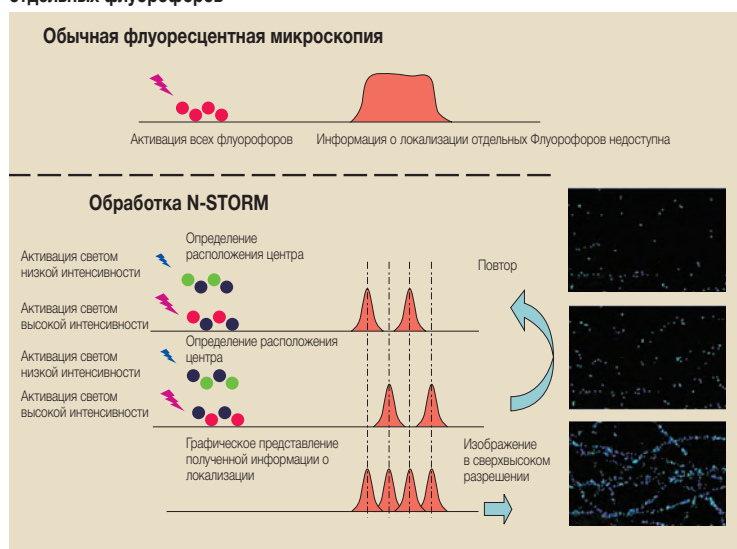 отдельных флуорофоров
Обычная флуоресцентная микроскопия
Активация всех флуорофоров
Информация о локализации отдельных Флуорофоров недоступна
Обработка N-STORM
Активация светом
низкой интенсивности
Определение
расположения центра
Повтор
Активация светом
высокой интенсивности
Активация светом
низкой интенсивности
Определение расположения
центра
Активация светом
высокой интенсивности
Графическое представление
полученной информации о
локализации
Изображение
в сверхвысоком
разрешении